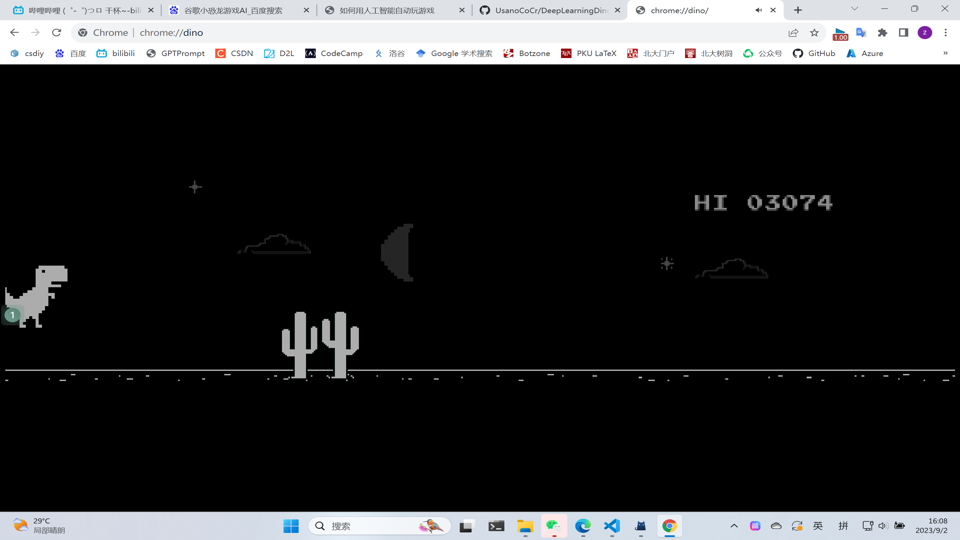 哔哩哔哩 (゜-゜)つロ 干杯~-bili
谷歌小恐龙游戏AI_百度搜索
如何用人工智能自动玩游戏
UsanoCoCr/DeepLearningDin
chrome://dino/
Chrome | chrome://dino
1.00
z
csdiy
百度
bilibili
GPTPrompt
CSDN
D2L
CodeCamp
洛谷
Google 学术搜索
Botzone
PKU LaTeX
北大门户
北大树洞
公众号
GitHub
Azure
»
HI 03074
1
29°C
局部晴朗
搜索
英
拼
16:08
2023/9/2